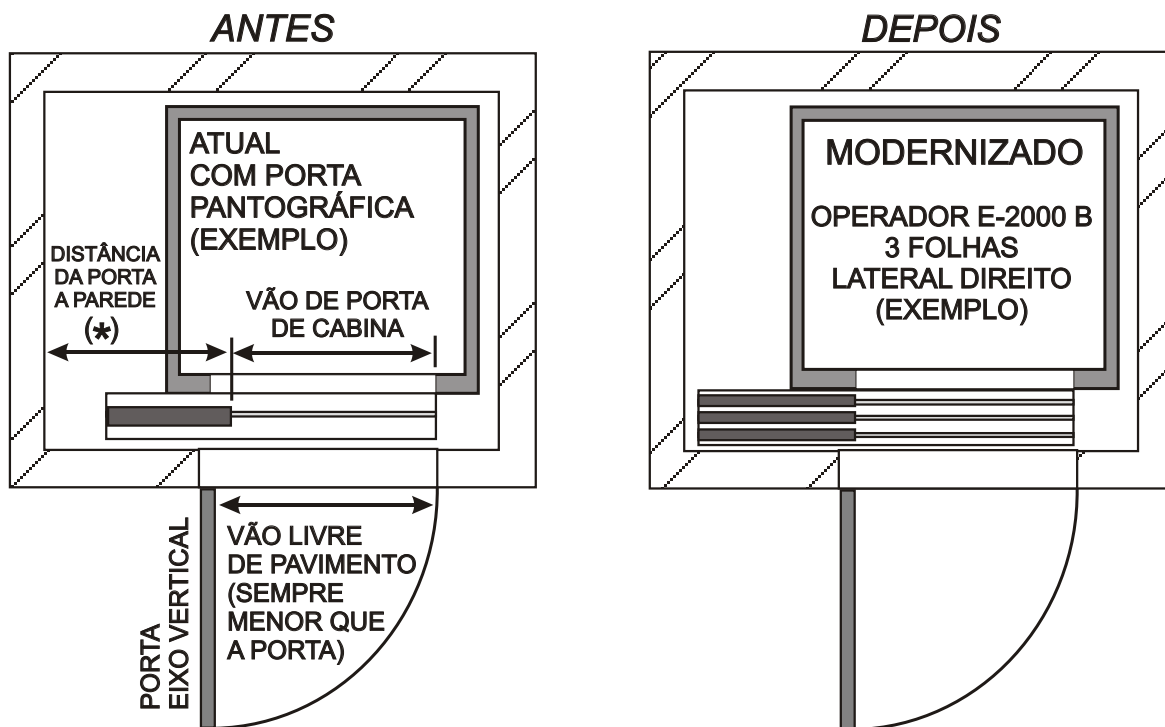 ANTES
ATUAL
COM PORTA
PANTOGRÁFICA
(EXEMPLO)
DISTÂNCIA
DA PORTA
A PAREDE
(*)
VÃO DE PORTA
DE CABINA
VÃO LIVRE
DE PAVIMENTO
(SEMPRE
MENOR QUE
A PORTA)
PORTA
EIXO VERTICAL
DEPOIS
MODERNIZADO
OPERADOR E-2000 B
3 FOLHAS
LATERAL DIREITO
(EXEMPLO)